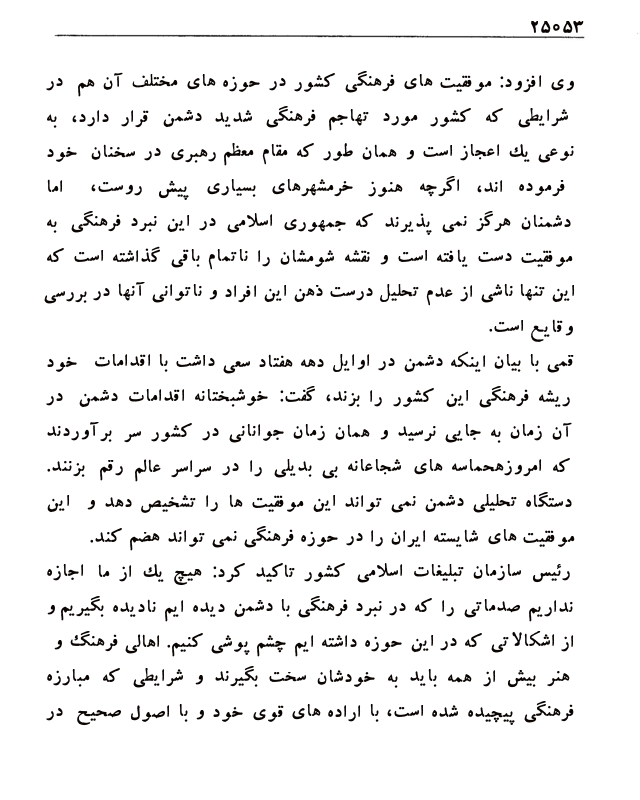 ۲۵۰۵۳
وی افزود: موفقیت های فرهنگی کشور در حوزه های مختلف آن هم در
شرایطی که کشور مورد تهاجم فرهنگی شدید دشمن قرار دارد، به
نوعی یك اعجاز است و همان طور که مقام معظم رهبری در سخنان خود
فرموده اند، اگرچه هنوز خرمشهرهای بسیاری پیش روست، اما
دشمنان هرگز نمی پذیرند که جمهوری اسلامی در این نبرد فرهنگی به
موفقیت دست یافته است و نقشه شومشان را ناتمام باقی گذاشته است که
این تنها ناشی از عدم تحلیل درست ذهن این افراد و ناتوانی آنها در بررسی
وقایع است.
قمی با بیان اینکه دشمن در اوایل دهه هفتاد سعی داشت با اقدامات خود
ریشه فرهنگی این کشور را بزند، گفت: خوشبختانه اقدامات دشمن در
آن زمان به جایی نرسید و همان زمان جوانانی در کشور سر برآوردند
که امروزهحماسه های شجاعانه بی بدیلی را در سراسر عالم رقم بزنند.
دستگاه تحلیلی دشمن نمی تواند این موفقیت ها را تشخیص دهد و این
موفقیت های شایسته ایران را در حوزه فرهنگی نمی تواند هضم کند.
رئیس سازمان تبلیغات اسلامی کشور تاکید کرد: هیچ یك از ما اجازه
نداریم صدماتی را که در نبرد فرهنگی با دشمن دیده ایم نادیده بگیریم و
از اشکالاتی که در این حوزه داشته ایم چشم پوشی کنیم. اهالی فرهنگ و
هنر بیش از همه باید به خودشان سخت بگیرند و شرایطی که مبارزه
فرهنگی پیچیده شده است، با اراده های قوی خود و با اصول صحیح در